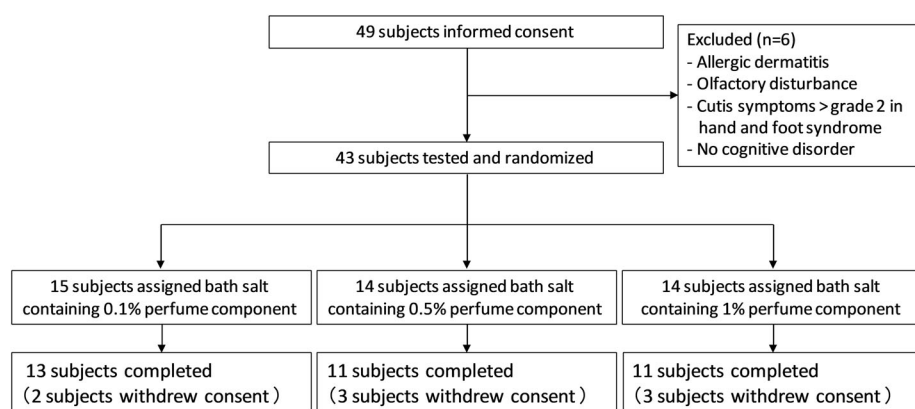 49 subjects informed consent
Excluded (n=6)
- Allergic dermatitis
- Olfactory disturbance
- Cutis symptoms > grade 2 in
hand and foot syndrome
- No cognitive disorder
43 subjects tested and randomized
15 subjects assigned bath salt
containing 0.1% perfume component
14 subjects assigned bath salt
containing 0.5% perfume component
14 subjects assigned bath salt
containing 1% perfume component
13 subjects completed
（2 subjects withdrew consent）
11 subjects completed
（3 subjects withdrew consent）
11 subjects completed
（3 subjects withdrew consent）